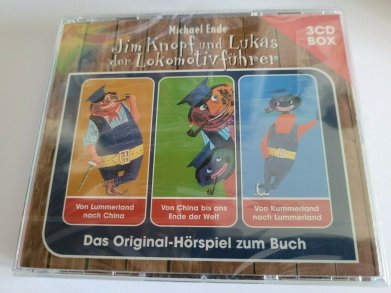 Michael Ende
Jim Knopf und Lukas
der Lokomotivführer
3CD
BOX
Von Lummerland
nach China
Von China bis ans
Ende der Welt
Von Kummerland
nach Lummerland
Das Original-Hörspiel zum Buch